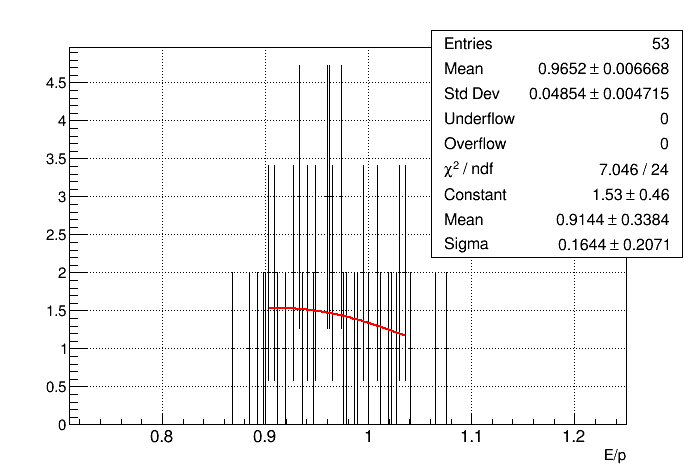 Entries 53
Mean 0.9652 ± 0.006668
Std Dev 0.04854 ± 0.004715
Underflow 0
Overflow 0
χ² / ndf 7.046 / 24
Constant 1.53 ± 0.46
Mean 0.9144 ± 0.3384
Sigma 0.1644 ± 0.2071
4.5
4
3.5
3
2.5
2
1.5
1
0.5
0
0.8 0.9 1 1.1 1.2
E/p